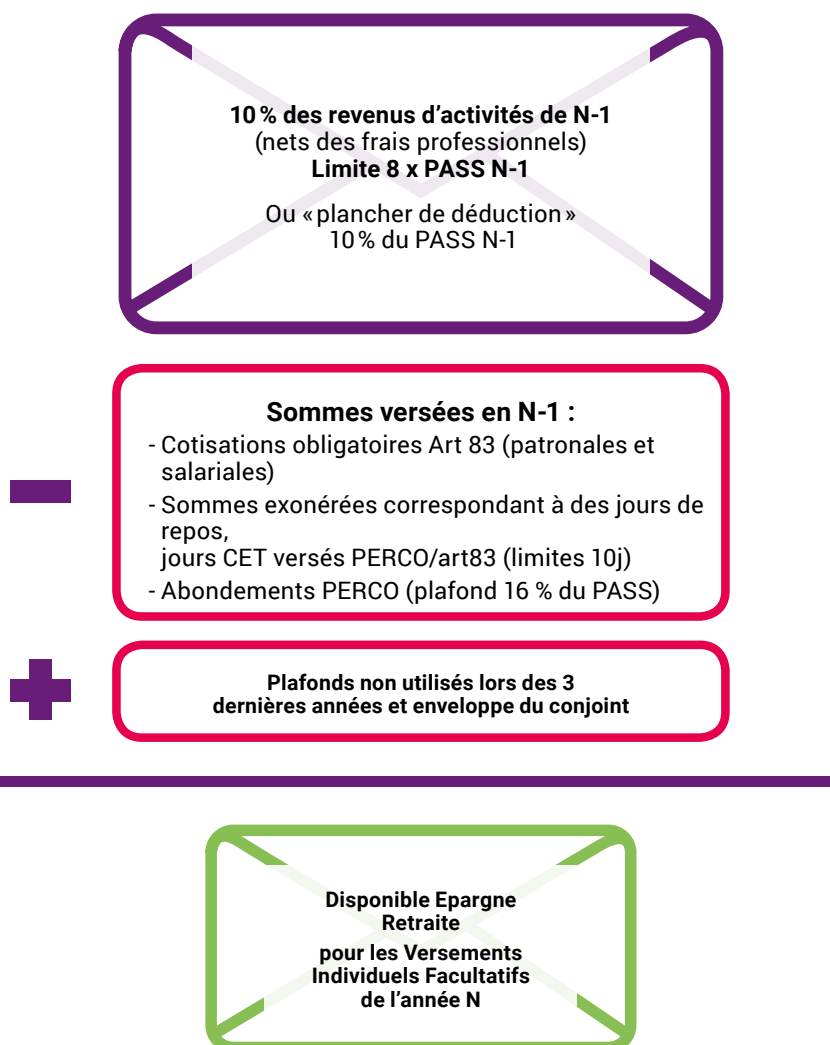 10 % des revenus d’activités de N-1
(nets des frais professionnels)
Limite 8 x PASS N-1
Ou « plancher de déduction »
10 % du PASS N-1
Sommes versées en N-1 :
- Cotisations obligatoires Art 83 (patronales et
salariales)
- Sommes exonérées correspondant à des jours de
repos,
jours CET versés PERCO/art83 (limites 10j)
- Abondements PERCO (plafond 16 % du PASS)
Plafonds non utilisés lors des 3
dernières années et enveloppe du conjoint
Disponible Epargne
Retraite
pour les Versements
Individuels Facultatifs
de l’année N